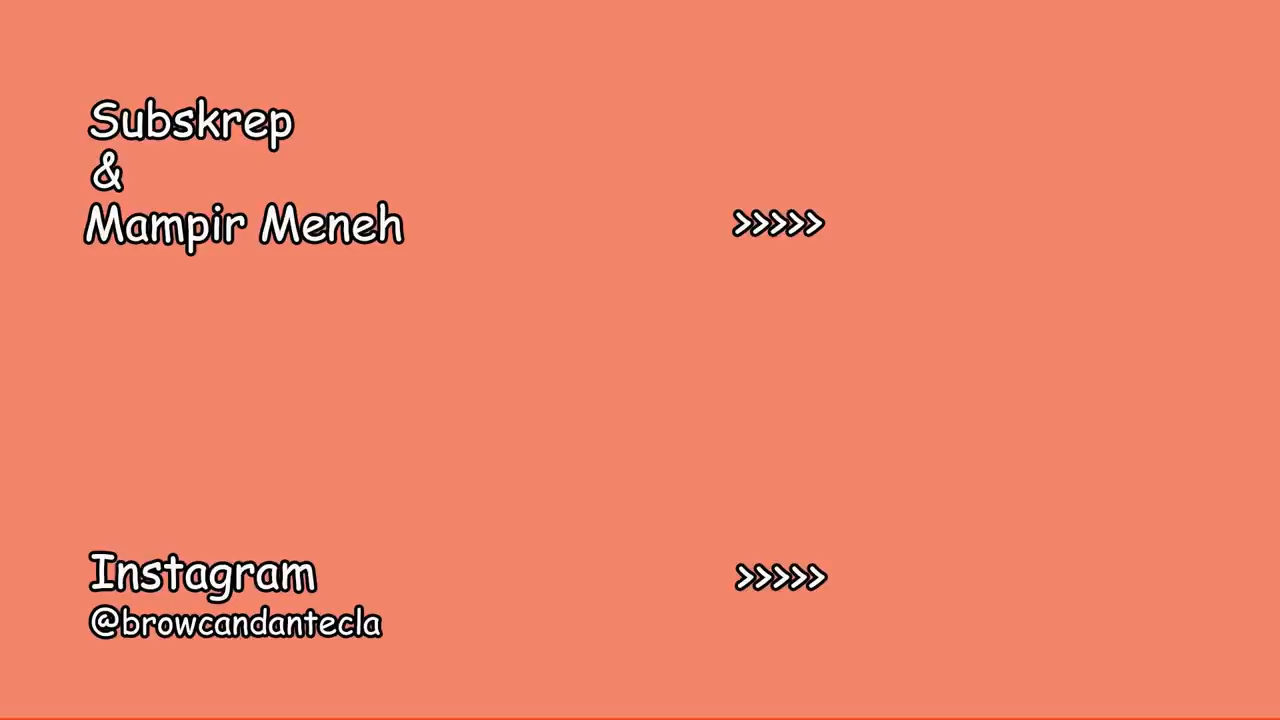 Subskrep
&
Mampir Meneh >>>>>
Instagram >>>>>
@browcandantecla